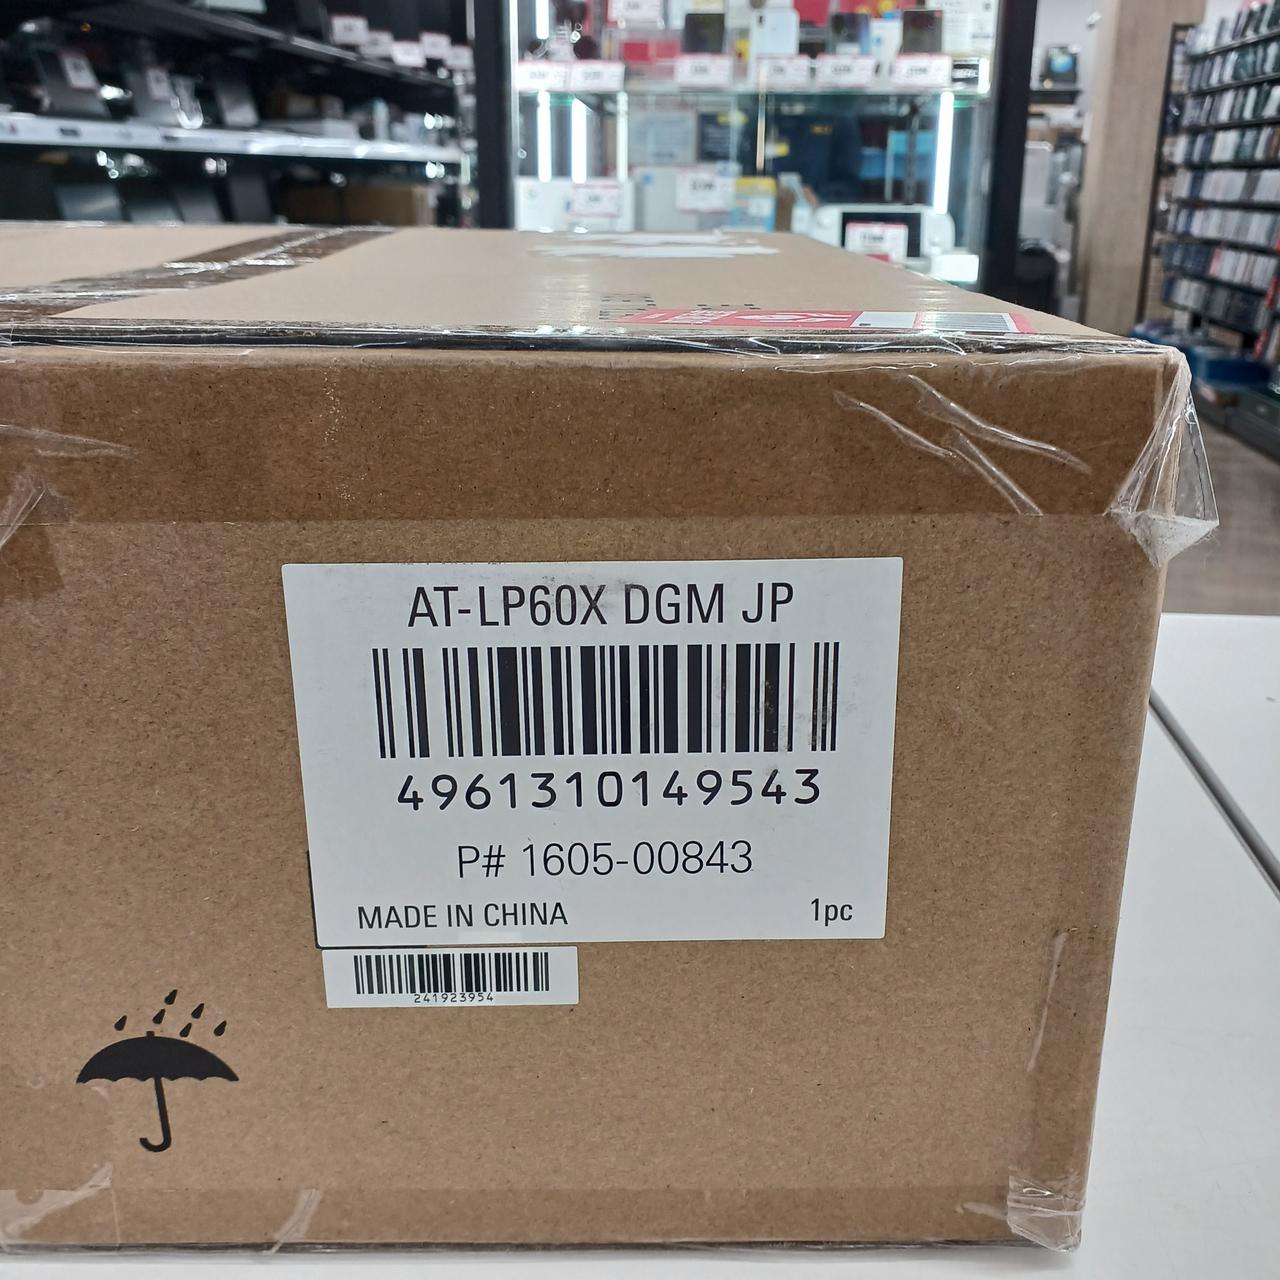 AT-LP60X DGM JP
4961310149543
P# 1605-00843
MADE IN CHINA
1pc
241923954